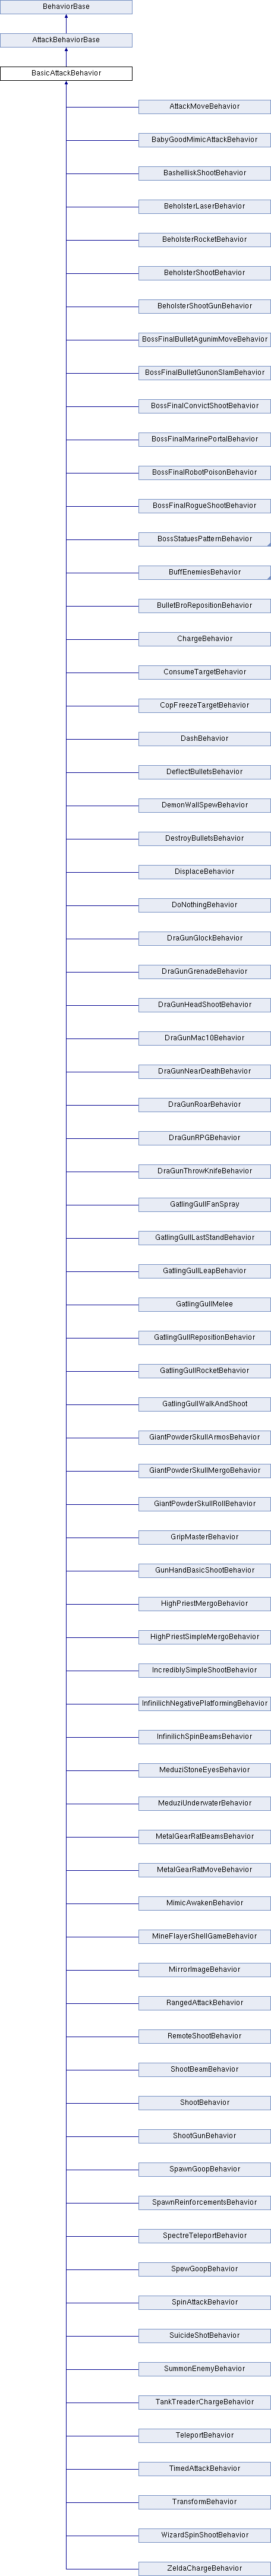 BehaviorBase
AttackBehaviorBase
BasicAttackBehavior
AttackMoveBehavior
BabyGoodMimicAttackBehavior
BashelliskShootBehavior
BeholsterLaserBehavior
BeholsterRocketBehavior
BeholsterShootBehavior
BeholsterShootGunBehavior
BossFinalBulletAgunimMoveBehavior
BossFinalBulletGunonSlamBehavior
BossFinalConvictShootBehavior
BossFinalMarinePortalBehavior
BossFinalRobotPoisonBehavior
BossFinalRogueShootBehavior
BossStatuesPatternBehavior
BuffEnemiesBehavior
BulletBroRepositionBehavior
ChargeBehavior
ConsumeTargetBehavior
CopFreezeTargetBehavior
DashBehavior
DeflectBulletsBehavior
DemonWallSpewBehavior
DestroyBulletsBehavior
DisplaceBehavior
DoNothingBehavior
DraGunGlockBehavior
DraGunGrenadeBehavior
DraGunHeadShootBehavior
DraGunMac10Behavior
DraGunNearDeathBehavior
DraGunRoarBehavior
DraGunRPGBehavior
DraGunThrowKnifeBehavior
GatlingGullFanSpray
GatlingGullLastStandBehavior
GatlingGullLeapBehavior
GatlingGullMelee
GatlingGullRepositionBehavior
GatlingGullRocketBehavior
GatlingGullWalkAndShoot
GiantPowderSkullArmosBehavior
GiantPowderSkullMergoBehavior
GiantPowderSkullRollBehavior
GripMasterBehavior
GunHandBasicShootBehavior
HighPriestMergoBehavior
HighPriestSimpleMergoBehavior
IncrediblySimpleShootBehavior
InfinilichNegativePlatformingBehavior
InfinilichSpinBeamsBehavior
MeduziStoneEyesBehavior
MeduziUnderwaterBehavior
MetalGearRatBeamsBehavior
MetalGearRatMoveBehavior
MimicAwakenBehavior
MineFlayerShellGameBehavior
MirrorImageBehavior
RangedAttackBehavior
RemoteShootBehavior
ShootBeamBehavior
ShootBehavior
ShootGunBehavior
SpawnGoopBehavior
SpawnReinforcementsBehavior
SpectreTeleportBehavior
SpewGoopBehavior
SpinAttackBehavior
SuicideShotBehavior
SummonEnemyBehavior
TankTreaderChargeBehavior
TeleportBehavior
TimedAttackBehavior
TransformBehavior
WizardSpinShootBehavior
ZeldaChargeBehavior